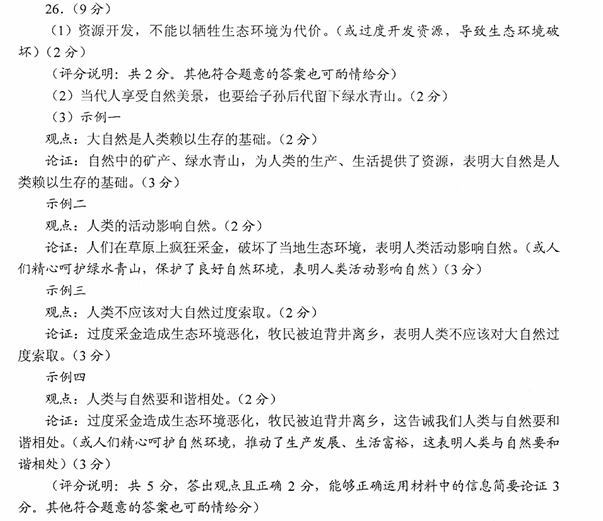 26.（9分）
（1）资源开发，不能以牺牲生态环境为代价。（或过度开发资源，导致生态环境破
坏）（2分）
（评分说明：共2分。其他符合题意的答案也可酌情给分）
（2）当代人享受自然美景，也要给子孙后代留下绿水青山。（2分）
（3）示例一
观点：大自然是人类赖以生存的基础。（2分）
论证：自然中的矿产、绿水青山，为人类的生产、生活提供了资源，表明大自然是人
类赖以生存的基础。（3分）
示例二
观点：人类的活动影响自然。（2分）
论证：人们在草原上疯狂采金，破坏了当地生态环境，表明人类活动影响自然。（或人
们精心呵护绿水青山，保护了良好自然环境，表明人类活动影响自然）（3分）
示例三
观点：人类不应该对大自然过度索取。（2分）
论证：过度采金造成生态环境恶化，牧民被迫背井离乡，表明人类不应该对大自然过
度索取。（3分）
示例四
观点：人类与自然要和谐相处。（2分）
论证：过度采金造成生态环境恶化，牧民被迫背井离乡，这告诫我们人类与自然要和
谐相处。（或人们精心呵护自然环境，推动了生产发展、生活富裕，这表明人类与自然要和
谐相处）（3分）
（评分说明：共5分，答出观点且正确2分，能够正确运用材料中的信息简要论证3
分。其他符合题意的答案也可酌情给分）